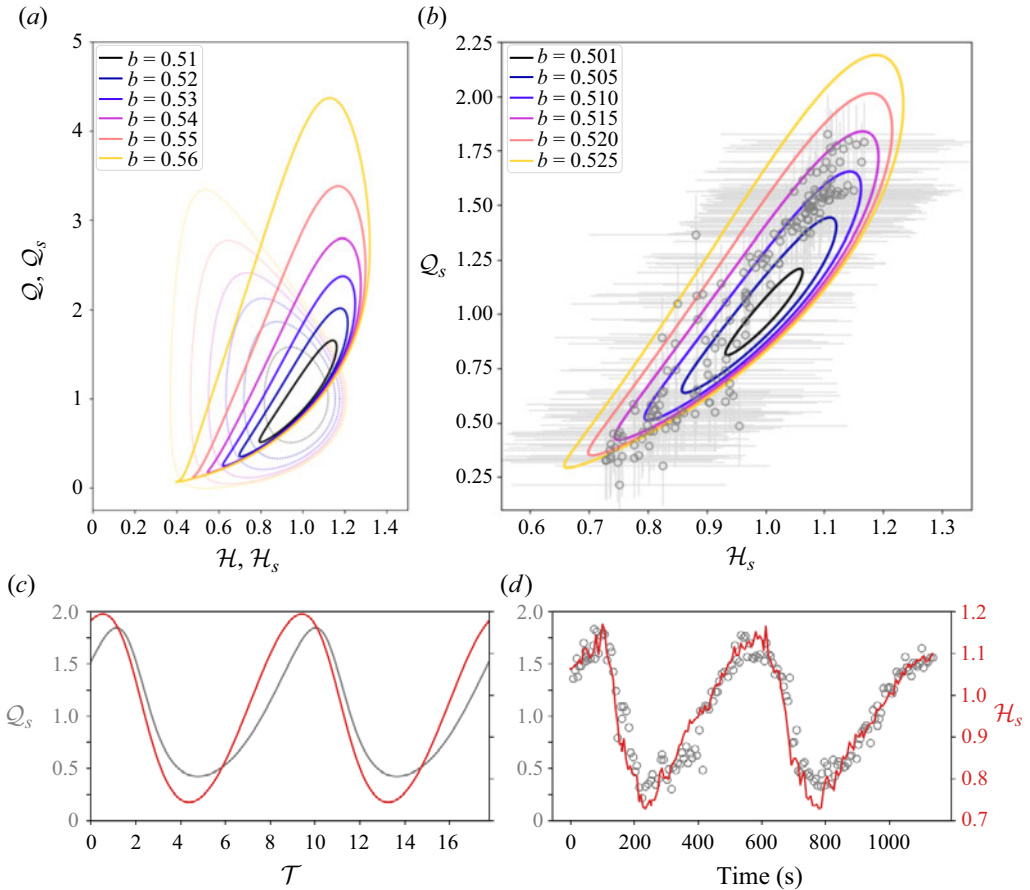 (a)
5
4
3
2
1
0
𝒬, 𝒬s
b = 0.51
b = 0.52
b = 0.53
b = 0.54
b = 0.55
b = 0.56
0 0.2 0.4 0.6 0.8 1.0 1.2 1.4
ℋ, ℋs
(b)
2.25
2.00
1.75
1.50
1.25
1.00
0.75
0.50
0.25
𝒬s
b = 0.501
b = 0.505
b = 0.510
b = 0.515
b = 0.520
b = 0.525
0.6 0.7 0.8 0.9 1.0 1.1 1.2 1.3
ℋs
(c)
2.0
1.5
1.0
0.5
0
𝒬s
0 2 4 6 8 10 12 14 16
𝒯
(d)
2.0
1.5
1.0
0.5
0
1.2
1.1
1.0
0.9
0.8
0.7
ℋs
0 200 400 600 800 1000
Time (s)